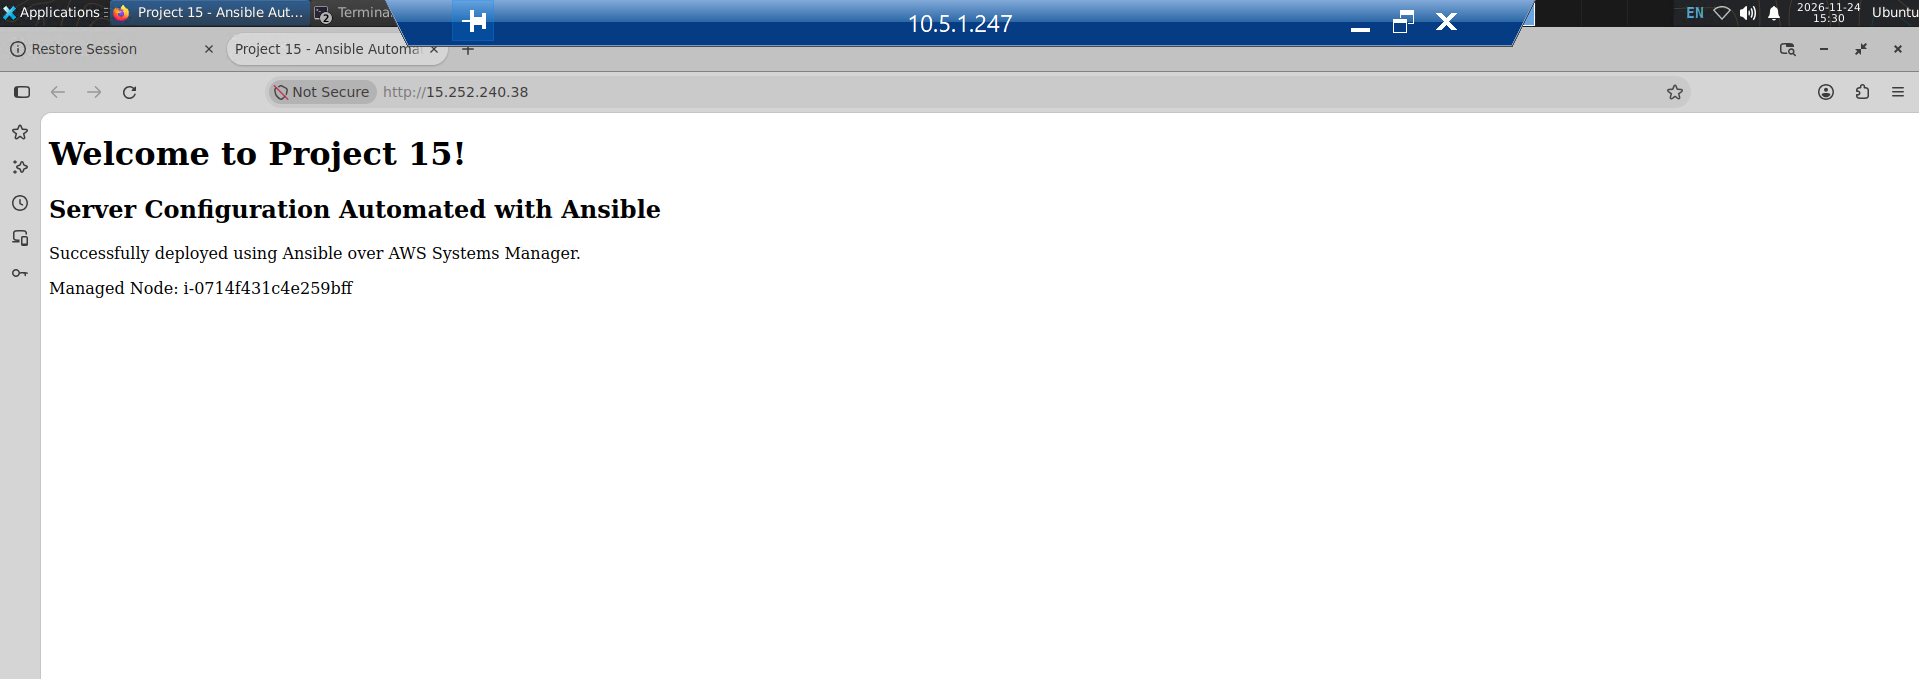 Applications
Project 15 - Ansible Aut...
2
Termina
10.5.1.247
EN
2026-11-24
15:30
Ubuntu
Restore Session
Project 15 - Ansible Automa
Not Secure
http://15.252.240.38
Welcome to Project 15!
Server Configuration Automated with Ansible
Successfully deployed using Ansible over AWS Systems Manager.
Managed Node: i-0714f431c4e259bff